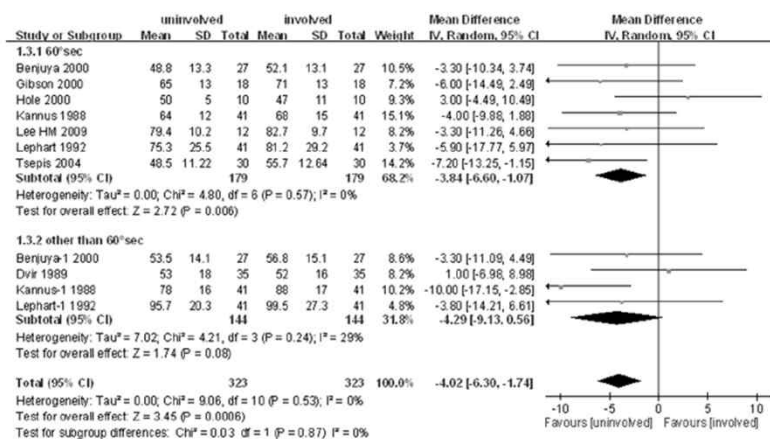 uninvolved involved Mean Difference Mean Difference
Study or Subgroup Mean SD Total Mean SD Total Weight IV, Random, 95% CI IV, Random, 95% CI
1.3.1 60°sec
Benjuya 2000 48.8 13.3 27 52.1 13.1 27 10.5% -3.30 [-10.34, 3.74]
Gibson 2000 65 13 18 71 13 18 7.2% -6.00 [-14.49, 2.49]
Hole 2000 50 5 10 47 11 10 9.3% 3.00 [-4.49, 10.49]
Kannus 1988 64 12 41 68 15 41 15.1% -4.00 [-9.88, 1.88]
Lee HM 2009 79.4 10.2 12 82.7 9.7 12 8.2% -3.30 [-11.26, 4.66]
Lephart 1992 75.3 25.5 41 81.2 29.2 41 3.7% -5.90 [-17.77, 5.97]
Tsepis 2004 48.5 11.22 30 55.7 12.64 30 14.2% -7.20 [-13.25, -1.15]
Subtotal (95% CI) 179 179 68.2% -3.84 [-6.60, -1.07]
Heterogeneity: Tau² = 0.00; Chi² = 4.80, df = 6 (P = 0.57); I² = 0%
Test for overall effect: Z = 2.72 (P = 0.006)
1.3.2 other than 60°sec
Benjuya-1 2000 53.5 14.1 27 56.8 15.1 27 8.6% -3.30 [-11.09, 4.49]
Dvir 1989 53 18 35 52 16 35 8.2% 1.00 [-6.98, 8.98]
Kannus-1 1988 78 16 41 88 17 41 10.2% -10.00 [-17.15, -2.85]
Lephart-1 1992 95.7 20.3 41 99.5 27.3 41 4.8% -3.80 [-14.21, 6.61]
Subtotal (95% CI) 144 144 31.8% -4.29 [-9.13, 0.56]
Heterogeneity: Tau² = 7.02; Chi² = 4.21, df = 3 (P = 0.24); I² = 29%
Test for overall effect: Z = 1.74 (P = 0.08)
Total (95% CI) 323 323 100.0% -4.02 [-6.30, -1.74]
Heterogeneity: Tau² = 0.00; Chi² = 9.06, df = 10 (P = 0.53); I² = 0%
Test for overall effect: Z = 3.45 (P = 0.0006)
Test for subgroup differences: Chi² = 0.03 df = 1 (P = 0.87) I² = 0%
-10 -5 0 5 10
Favours [uninvolved] Favours [involved]